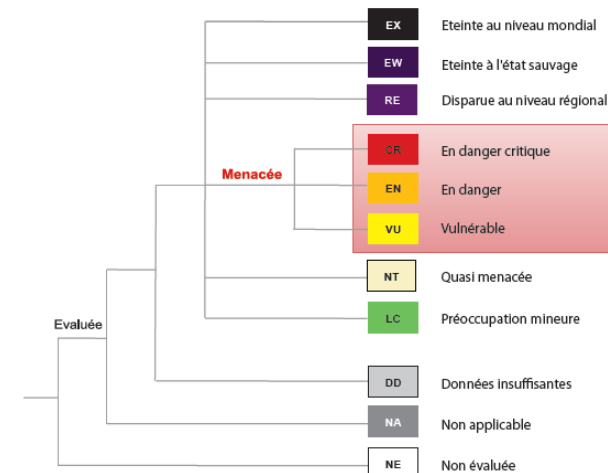 EX Eteinte au niveau mondial
EW Eteinte à l'état sauvage
RE Disparue au niveau régional
CR En danger critique
Menacée
EN En danger
VU Vulnérable
NT Quasi menacée
LC Préoccupation mineure
Evaluée
DD Données insuffisantes
NA Non applicable
NE Non évaluée